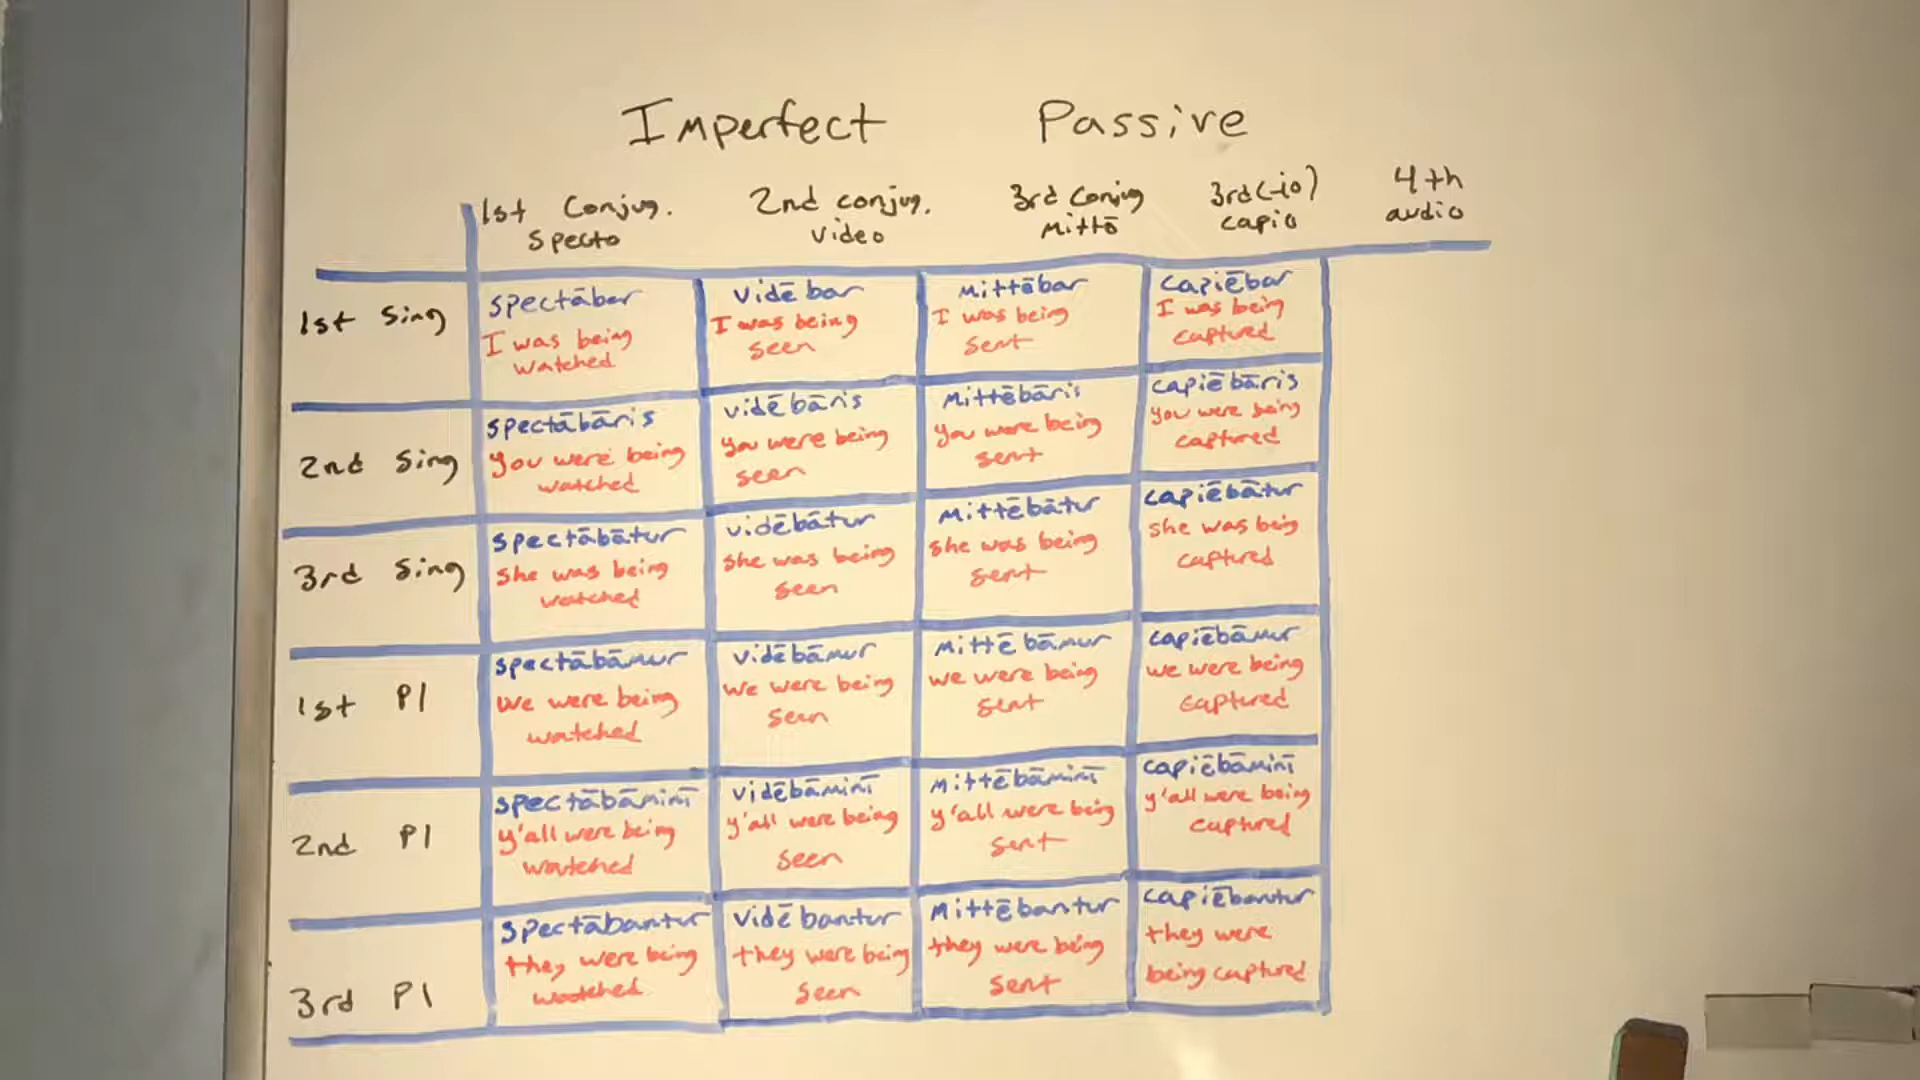 Imperfect Passive
1st Conjug. 2nd conjug. 3rd Conjug 3rd(-io) 4th
Specto video Mittō capio audio
1st Sing spectābar vidēbar Mittēbar capiēbar
I was being watched I was being seen I was being sent I was being captured
2nd Sing spectābāris vidēbāris Mittēbāris capiēbāris
you were being watched you were being seen you were being sent you were being captured
3rd Sing spectābātur vidēbātur Mittēbātur capiēbātur
she was being watched she was being seen she was being sent she was being captured
1st Pl spectābāmur vidēbāmur Mittēbāmur capiēbāmur
we were being watched we were being seen we were being sent we were being captured
2nd Pl spectābāminī vidēbāminī Mittēbāminī capiēbāminī
y'all were being watched y'all were being seen y'all were being sent y'all were being captured
3rd Pl spectābantur vidēbantur Mittēbantur capiēbantur
they were being watched they were being seen they were being sent they were being captured